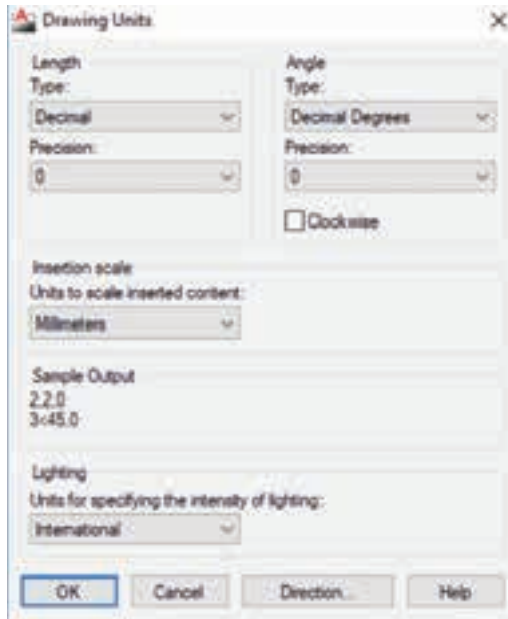 Drawing Units
Length
Type:
Decimal
Precision:
0
Angle
Type:
Decimal Degrees
Precision:
0
Clockwise
Insertion scale
Units to scale inserted content:
Millimeters
Sample Output
2.2.0
3<45.0
Lighting
Units for specifying the intensity of lighting:
International
OK
Cancel
Direction...
Help